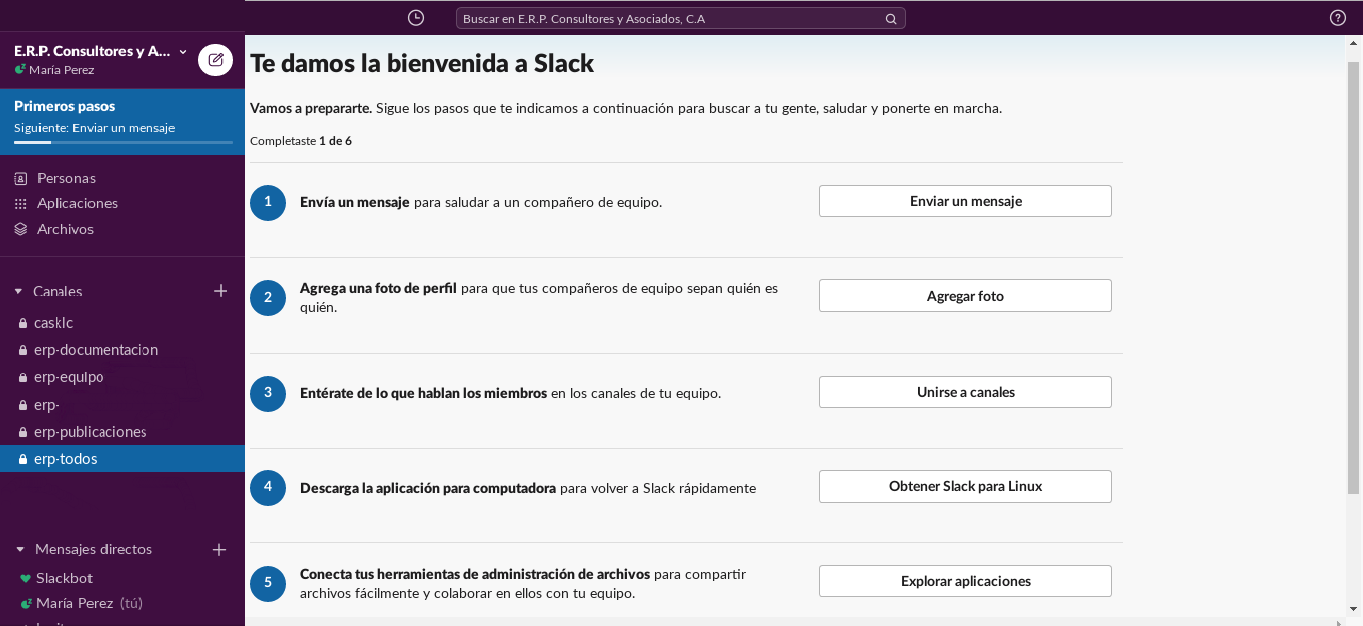 Buscar en E.R.P. Consultores y Asociados, C.A
E.R.P. Consultores y A...
María Perez
Primeros pasos
Siguiente: Enviar un mensaje
Personas
Aplicaciones
Archivos
Canales
casklc
erp-documentacion
erp-equipo
erp-
erp-publicaciones
erp-todos
Mensajes directos
Slackbot
María Perez (tú)
Te damos la bienvenida a Slack
Vamos a prepararte. Sigue los pasos que te indicamos a continuación para buscar a tu gente, saludar y ponerte en marcha.
Completaste 1 de 6
1 Envía un mensaje para saludar a un compañero de equipo. Enviar un mensaje
2 Agrega una foto de perfil para que tus compañeros de equipo sepan quién es
quién.
Agregar foto
3 Entérate de lo que hablan los miembros en los canales de tu equipo. Unirse a canales
4 Descarga la aplicación para computadora para volver a Slack rápidamente Obtener Slack para Linux
5 Conecta tus herramientas de administración de archivos para compartir
archivos fácilmente y colaborar en ellos con tu equipo.
Explorar aplicaciones